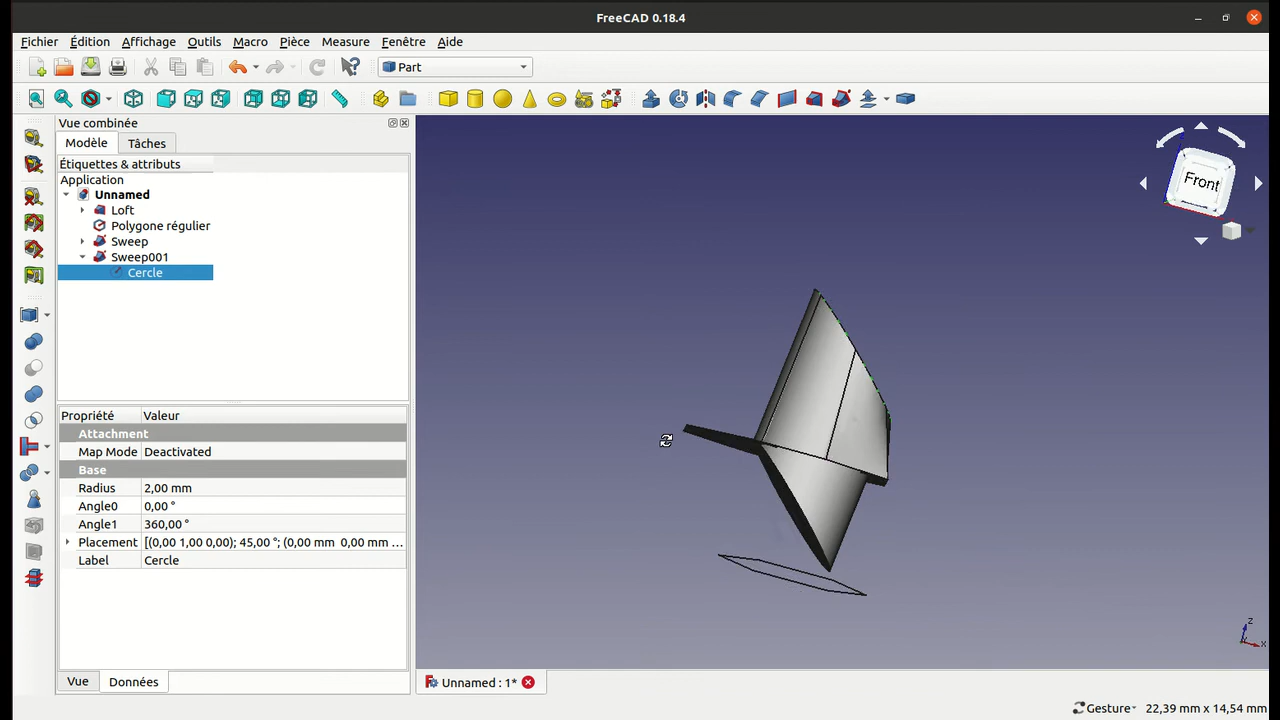 FreeCAD 0.18.4
Fichier Édition Affichage Outils Macro Pièce Measure Fenêtre Aide
Part
Vue combinée
Modèle Tâches
Étiquettes & attributs
Application
Unnamed
Loft
Polygone régulier
Sweep
Sweep001
Cercle
Propriété Valeur
Attachment
Map Mode Deactivated
Base
Radius 2,00 mm
Angle0 0,00 °
Angle1 360,00 °
Placement [(0,00 1,00 0,00); 45,00 °; (0,00 mm 0,00 mm ...
Label Cercle
Vue Données
Front
z
x
Unnamed : 1*
Gesture 22,39 mm x 14,54 mm